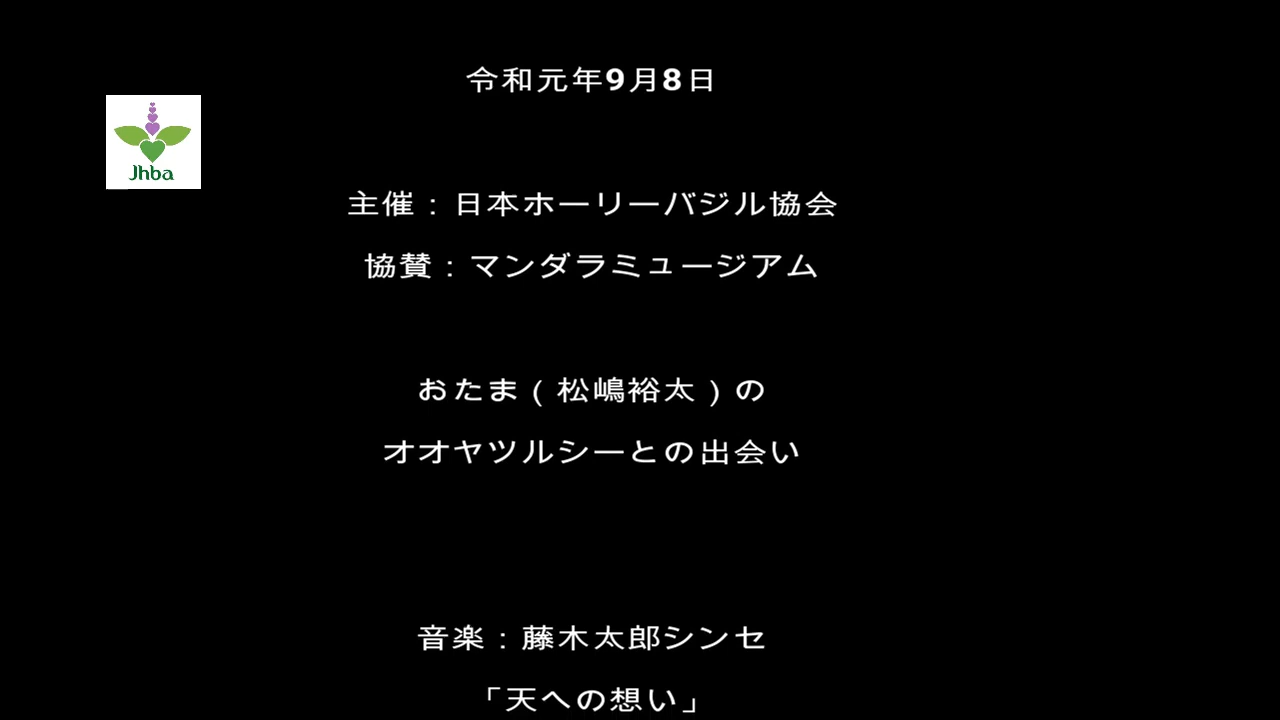 令和元年9月8日
Jhba
主催：日本ホーリーバジル協会
協賛：マンダラミュージアム
おたま（松嶋裕太）の
オオヤツルシーとの出会い
音楽：藤木太郎シンセ
「天への想い」